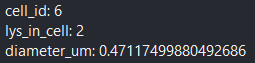 cell_id: 6
lys_in_cell: 2
diameter_um: 0.47117499880492686